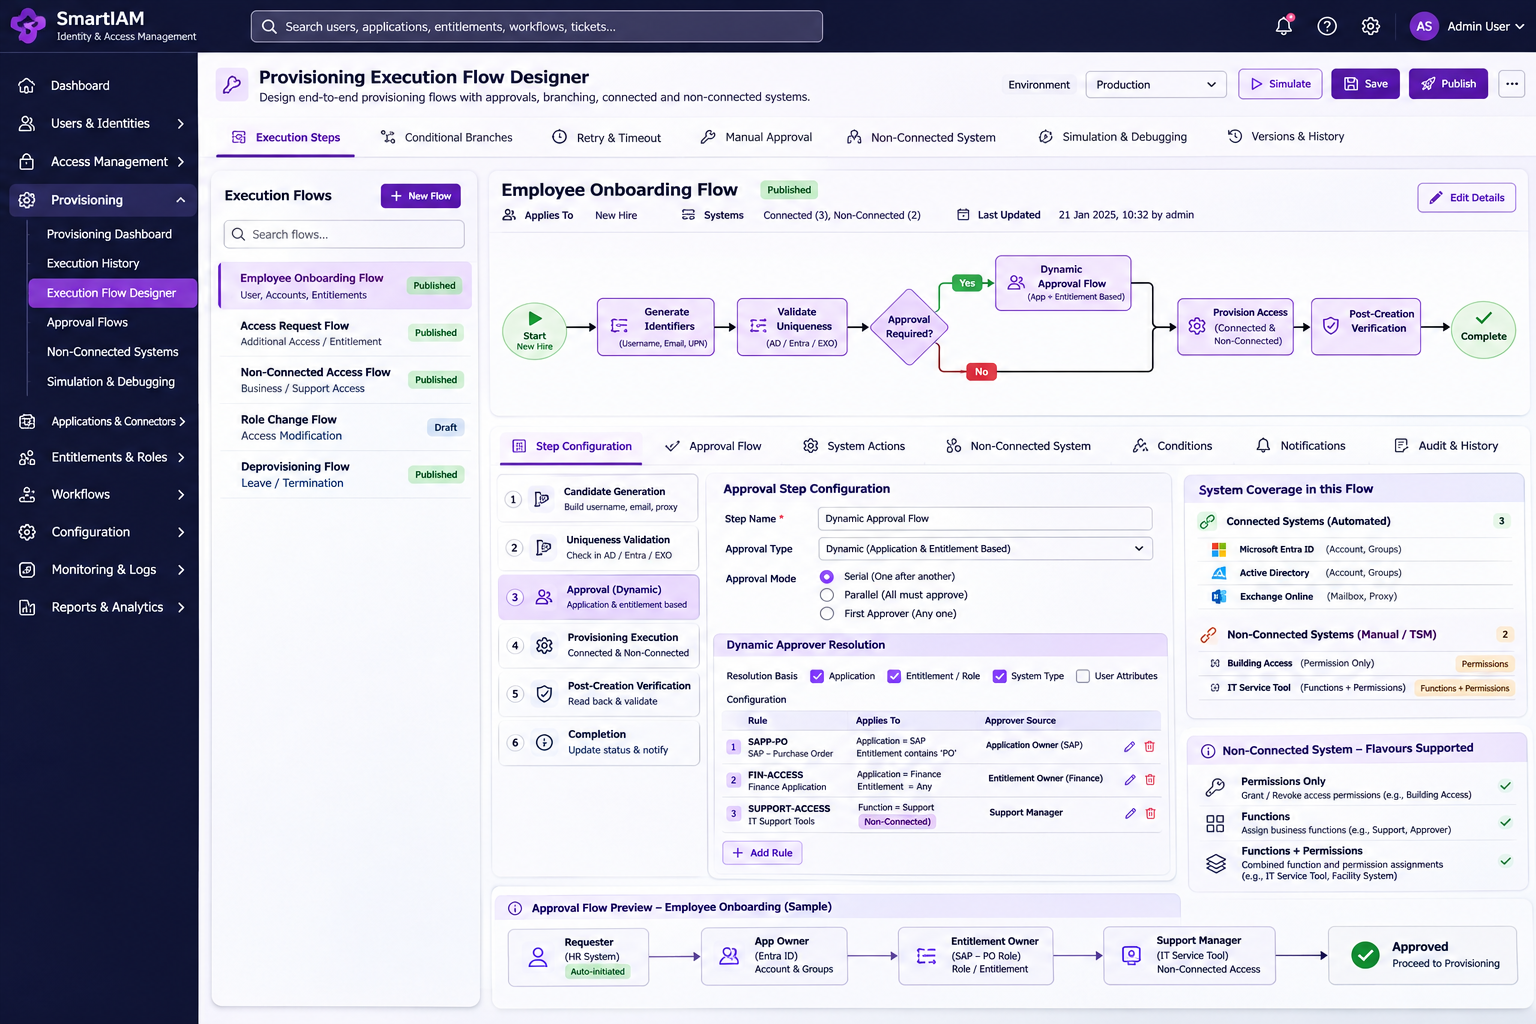 SmartIAM
Identity & Access Management
Search users, applications, entitlements, workflows, tickets...
AS
Admin User
Dashboard
Users & Identities
Access Management
Provisioning
Provisioning Dashboard
Execution History
Execution Flow Designer
Approval Flows
Non-Connected Systems
Simulation & Debugging
Applications & Connectors
Entitlements & Roles
Workflows
Configuration
Monitoring & Logs
Reports & Analytics
Provisioning Execution Flow Designer
Design end-to-end provisioning flows with approvals, branching, connected and non-connected systems.
Environment
Production
Simulate
Save
Publish
Execution Steps
Conditional Branches
Retry & Timeout
Manual Approval
Non-Connected System
Simulation & Debugging
Versions & History
Execution Flows
+ New Flow
Search flows...
Employee Onboarding Flow
User, Accounts, Entitlements
Published
Access Request Flow
Additional Access / Entitlement
Published
Non-Connected Access Flow
Business / Support Access
Published
Role Change Flow
Access Modification
Draft
Deprovisioning Flow
Leave / Termination
Published
Employee Onboarding Flow
Published
Applies To New Hire
Systems Connected (3), Non-Connected (2)
Last Updated 21 Jan 2025, 10:32 by admin
Edit Details
Start
New Hire
Generate
Identifiers
(Username, Email, UPN)
Validate
Uniqueness
(AD / Entra / EXO)
Approval
Required?
Yes
No
Dynamic
Approval Flow
(App + Entitlement Based)
Provision Access
(Connected &
Non-Connected)
Post-Creation
Verification
Complete
Step Configuration
Approval Flow
System Actions
Non-Connected System
Conditions
Notifications
Audit & History
1
Candidate Generation
Build username, email, proxy
2
Uniqueness Validation
Check in AD / Entra / EXO
3
Approval (Dynamic)
Application & entitlement based
4
Provisioning Execution
Connected & Non-Connected
5
Post-Creation Verification
Read back & validate
6
Completion
Update status & notify
Approval Step Configuration
Step Name *
Dynamic Approval Flow
Approval Type
Dynamic (Application & Entitlement Based)
Approval Mode
Serial (One after another)
Parallel (All must approve)
First Approver (Any one)
Dynamic Approver Resolution
Resolution Basis
Application
Entitlement / Role
System Type
User Attributes
Configuration
Rule Applies To Approver Source
1
SAPP-PO
SAP – Purchase Order
Application = SAP
Entitlement contains 'PO'
Application Owner (SAP)
2
FIN-ACCESS
Finance Application
Application = Finance
Entitlement = Any
Entitlement Owner (Finance)
3
SUPPORT-ACCESS
IT Support Tools
Function = Support
Non-Connected)
Support Manager
+ Add Rule
System Coverage in this Flow
Connected Systems (Automated)
3
Microsoft Entra ID (Account, Groups)
Active Directory (Account, Groups)
Exchange Online (Mailbox, Proxy)
Non-Connected Systems (Manual / TSM)
2
Building Access (Permission Only)
Permissions
IT Service Tool (Functions + Permissions)
Functions + Permissions
Non-Connected System – Flavours Supported
Permissions Only
Grant / Revoke access permissions (e.g., Building Access)
Functions
Assign business functions (e.g., Support, Approver)
Functions + Permissions
Combined function and permission assignments
(e.g., IT Service Tool, Facility System)
Approval Flow Preview – Employee Onboarding (Sample)
Requester
(HR System)
Auto-initiated
App Owner
(Entra ID)
Account & Groups
Entitlement Owner
(SAP – PO Role)
Role / Entitlement
Support Manager
(IT Service Tool)
Non-Connected Access
Approved
Proceed to Provisioning